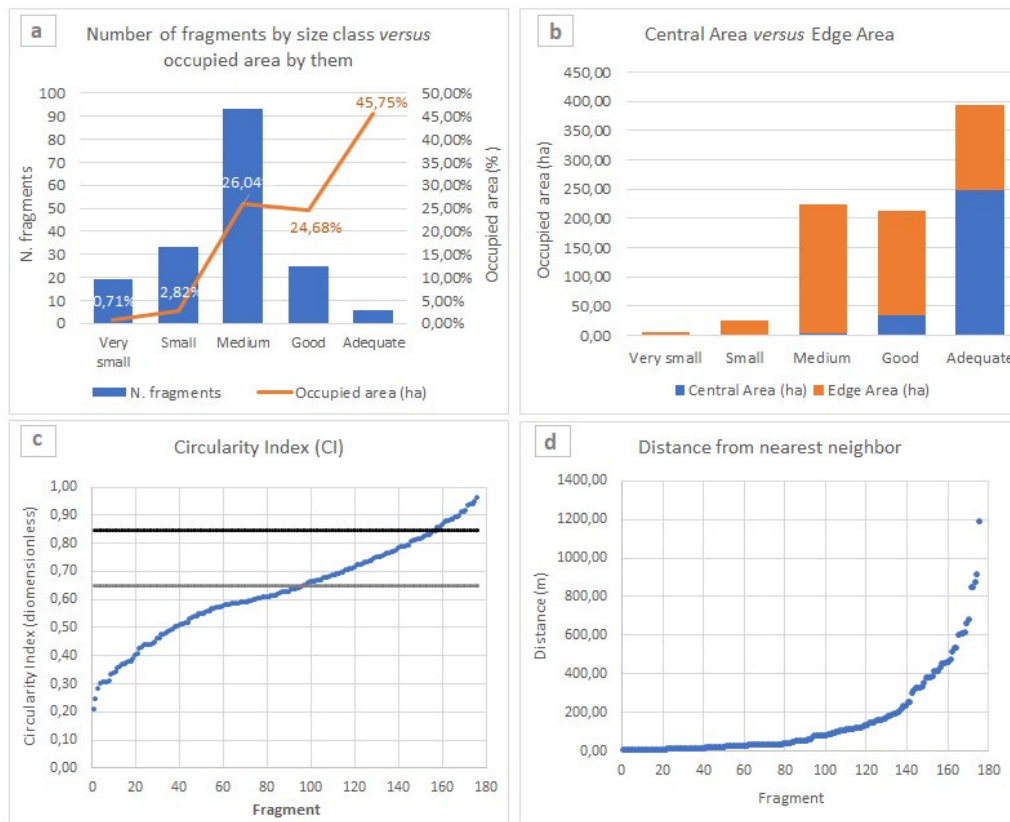 a
Number of fragments by size class versus
occupied area by them
100
90
80
70
60
50
40
30
20
10
0
N. fragments
50,00%
45,00%
40,00%
35,00%
30,00%
25,00%
20,00%
15,00%
10,00%
5,00%
0,00%
Occupied area (%)
0,71%
2,82%
26,04%
24,68%
45,75%
Very small
Small
Medium
Good
Adequate
N. fragments
Occupied area (ha)
b
Central Area versus Edge Area
450,00
400,00
350,00
300,00
250,00
200,00
150,00
100,00
50,00
0,00
Occupied area (ha)
Very small
Small
Medium
Good
Adequate
Central Area (ha)
Edge Area (ha)
c
Circularity Index (CI)
1,00
0,90
0,80
0,70
0,60
0,50
0,40
0,30
0,20
0,10
0,00
Circularity Index (diomensionless)
0 20 40 60 80 100 120 140 160 180
Fragment
d
Distance from nearest neighbor
1400,00
1200,00
1000,00
800,00
600,00
400,00
200,00
0,00
Distance (m)
0 20 40 60 80 100 120 140 160 180
Fragment